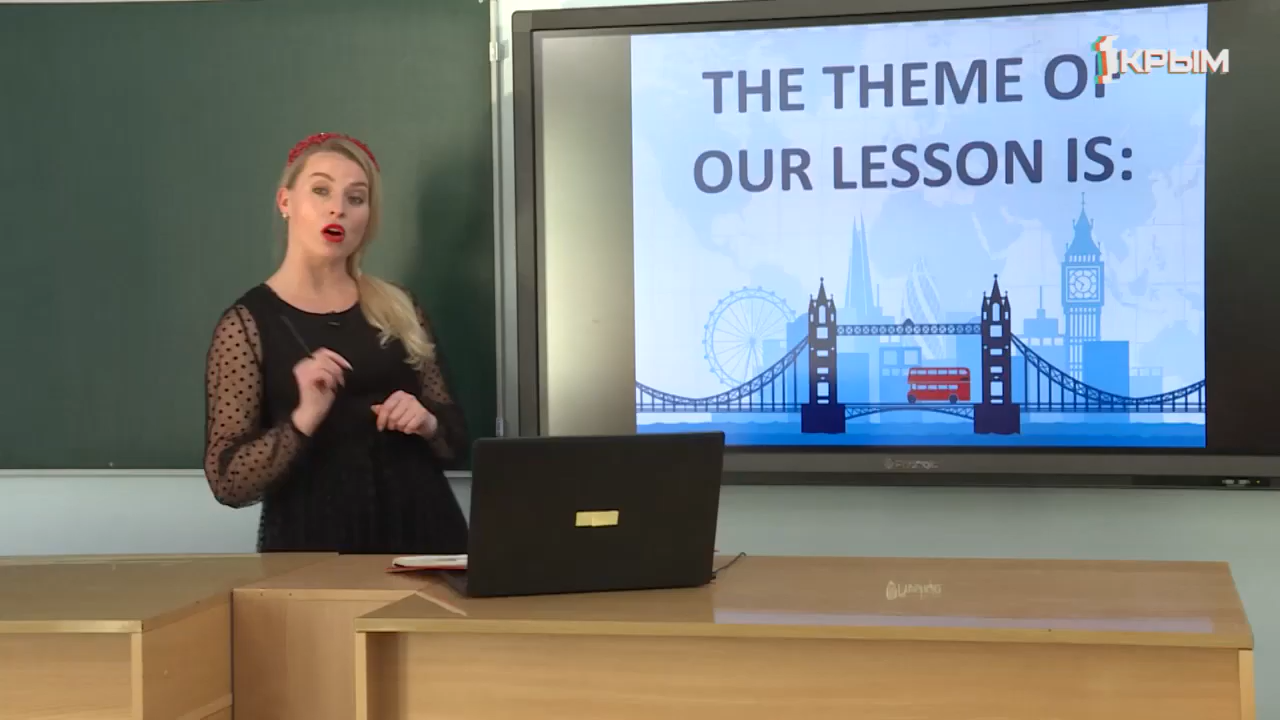 THE THEME OF
OUR LESSON IS:
1КРЫМ